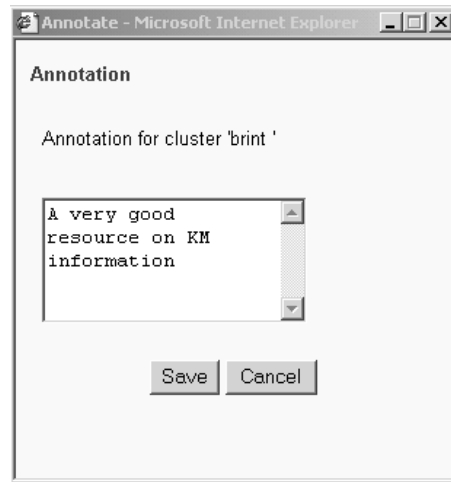 Annotate - Microsoft Internet Explorer
Annotation
Annotation for cluster 'brint '
A very good
resource on KM
information
Save Cancel